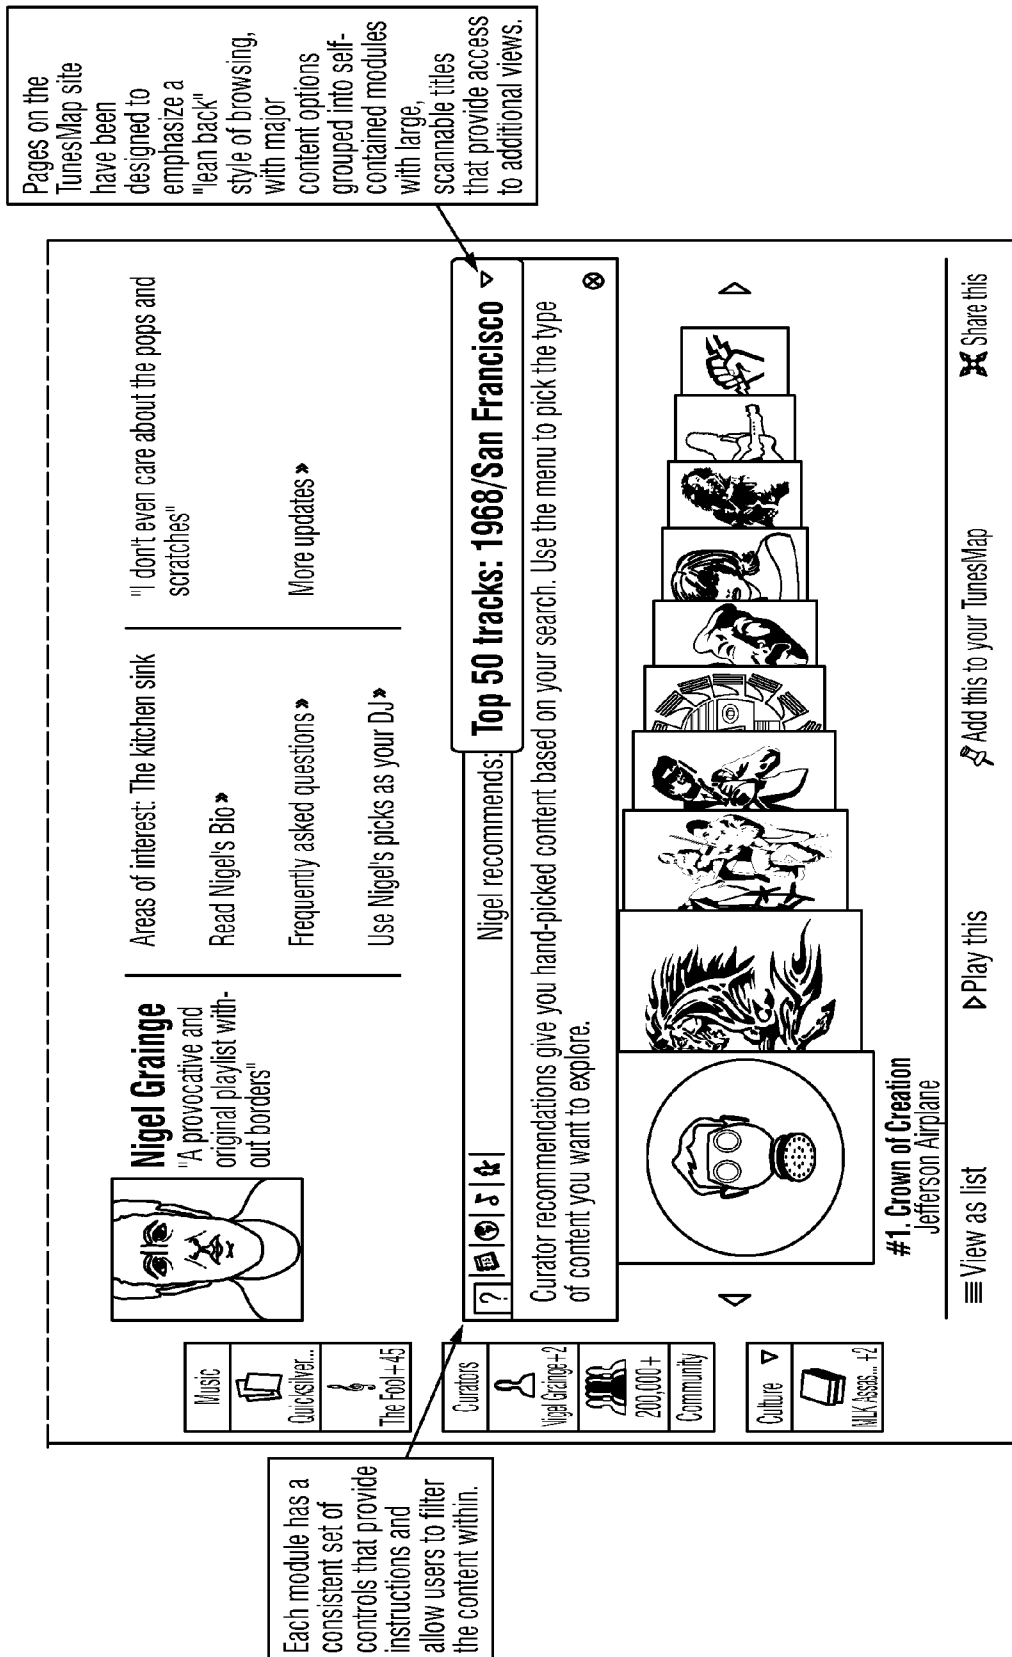 Pages on the
TunesMap site
have been
designed to
emphasize a
"lean back"
style of browsing,
with major
content options
grouped into self-
contained modules
with large,
scannable titles
that provide access
to additional views.
Nigel Grainge
"A provocative and
original playlist with-
out borders"
Areas of interest: The kitchen sink
Read Nigel's Bio »
Frequently asked questions »
Use Nigel's picks as your DJ »
"I don't even care about the pops and
scratches"
More updates »
Music
Quicksilver...
The Fool+45
Curators
Vigel Grainge+2
200,000+
Community
Culture
MLK Assas... +2
?
Nigel recommends:
Top 50 tracks: 1968/San Francisco
Curator recommendations give you hand-picked content based on your search. Use the menu to pick the type
of content you want to explore.
#1. Crown of Creation
Jefferson Airplane
View as list
Play this
Add this to your TunesMap
Share this
Each module has a
consistent set of
controls that provide
instructions and
allow users to filter
the content within.